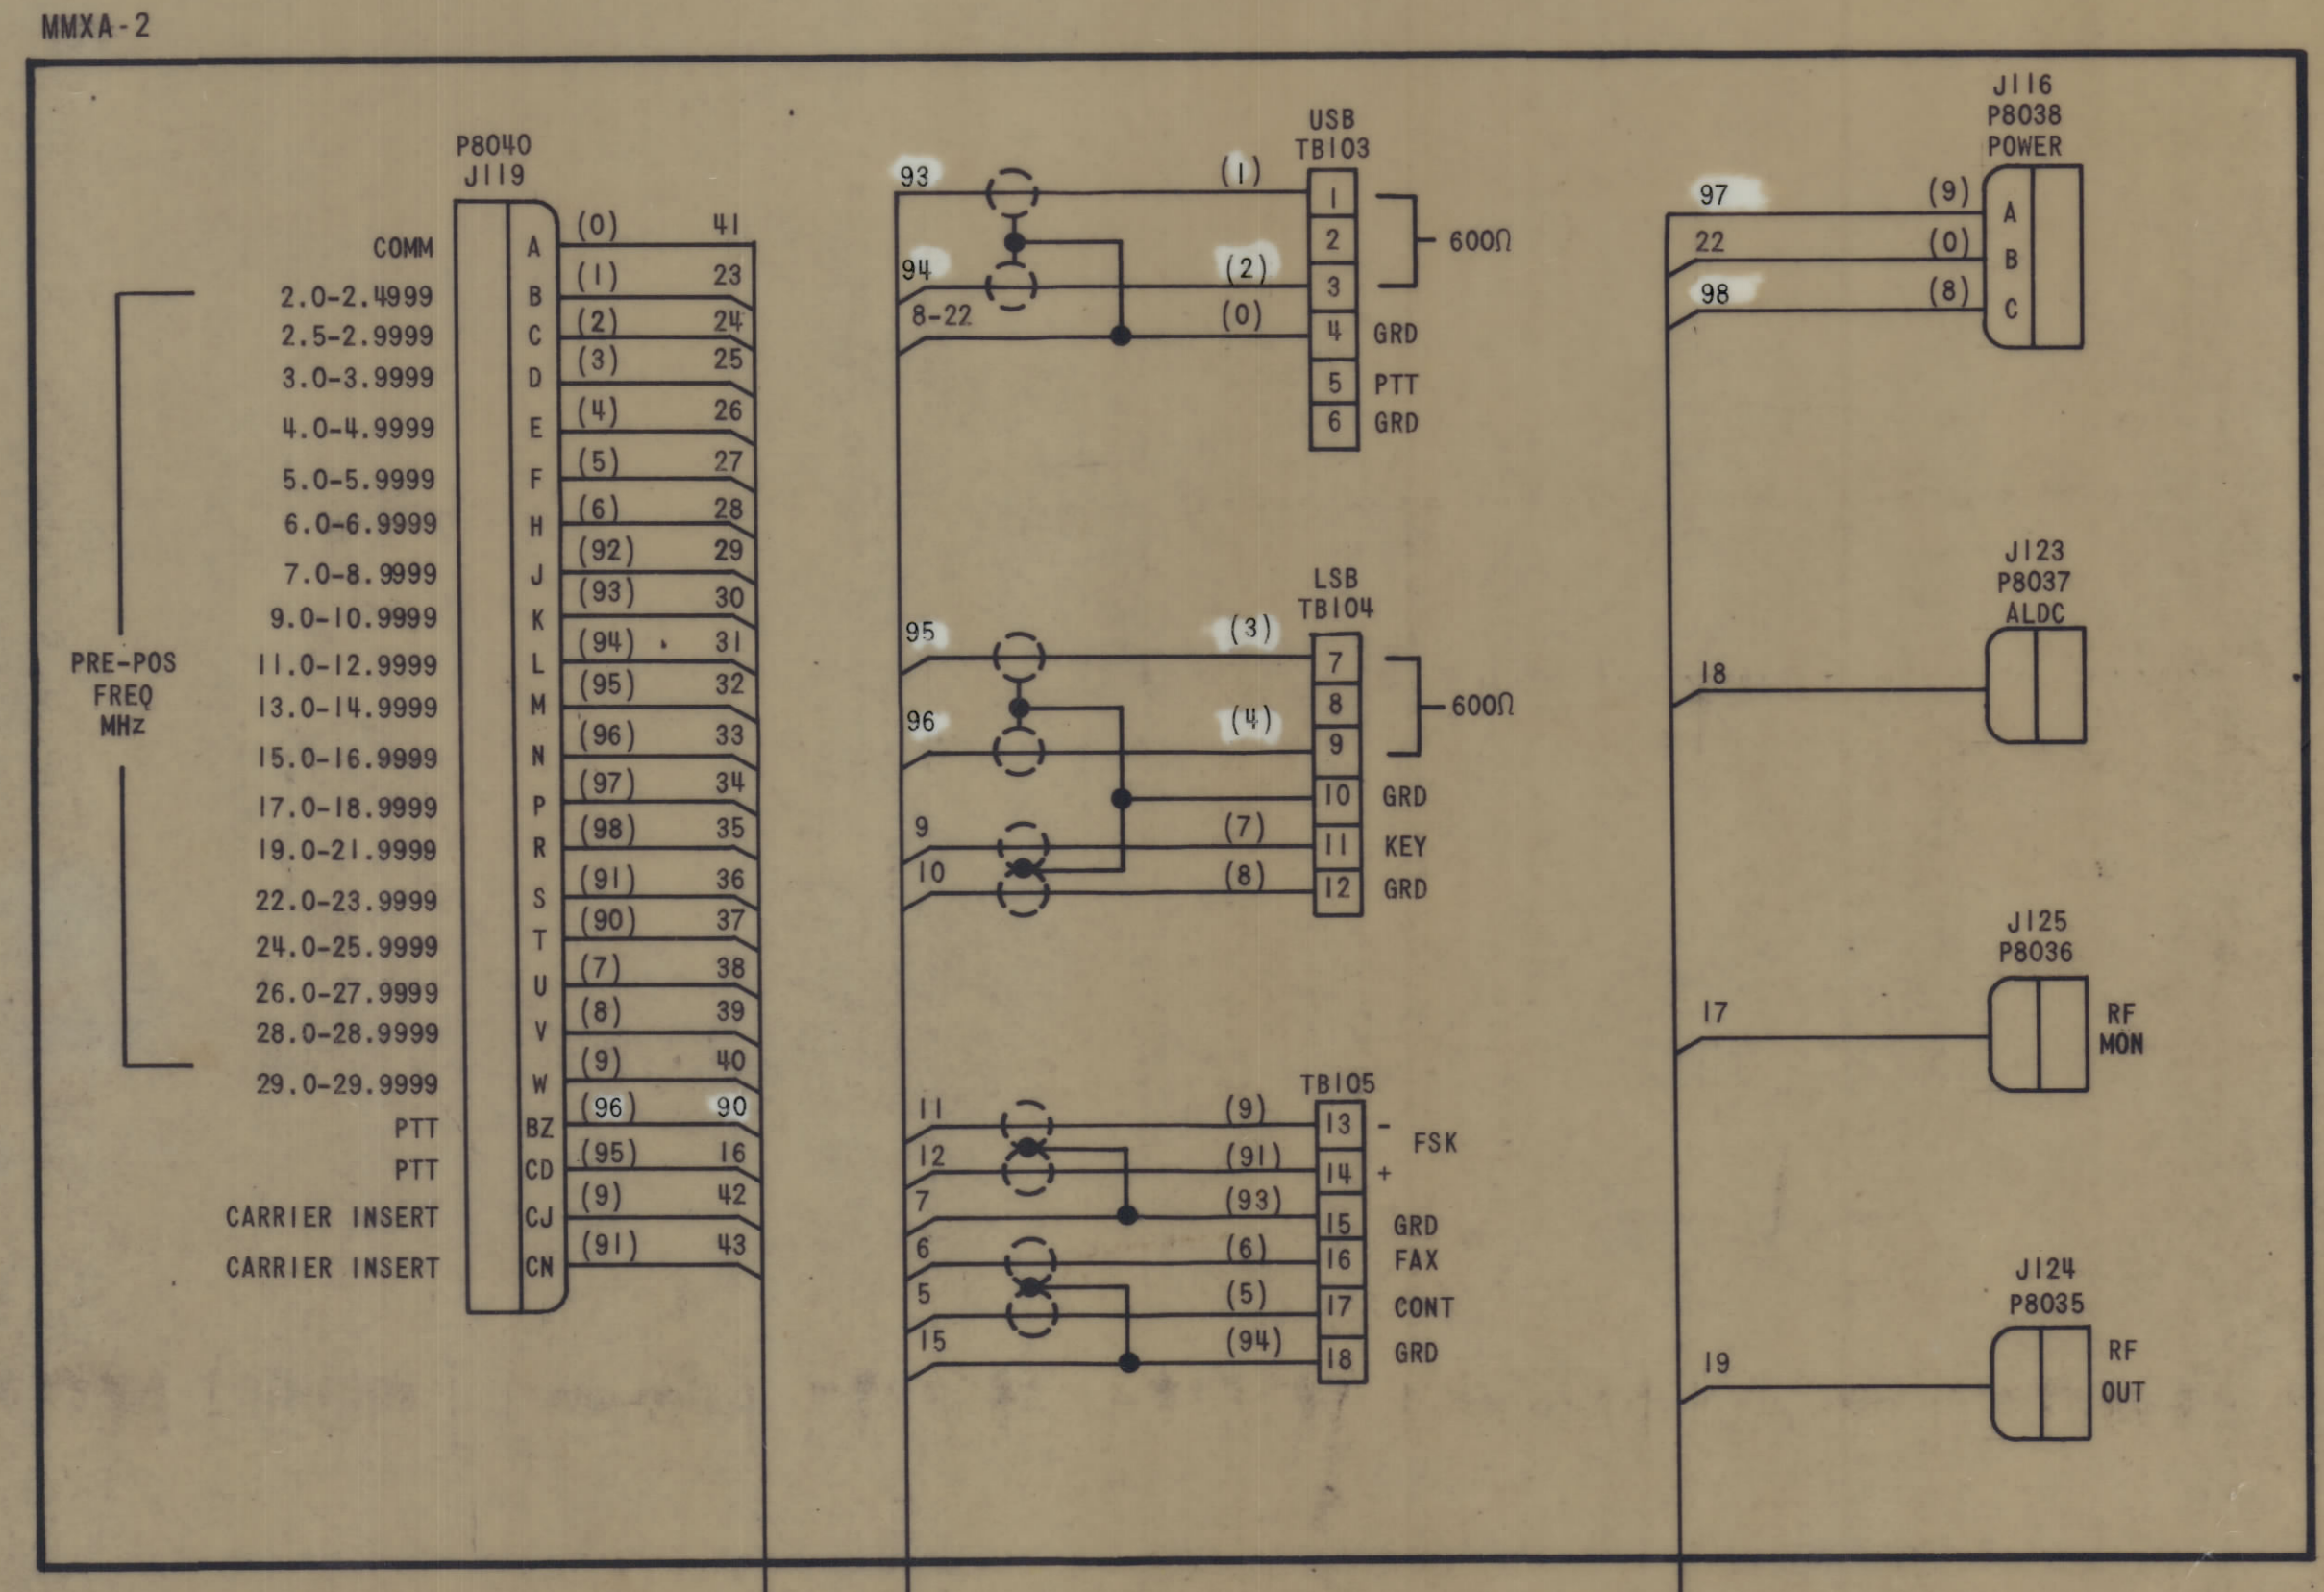 MMXA-2
P8040
J119
COMM A (0) 41
2.0-2.4999 B (1) 23
2.5-2.9999 C (2) 24
3.0-3.9999 D (3) 25
4.0-4.9999 E (4) 26
5.0-5.9999 F (5) 27
6.0-6.9999 H (6) 28
7.0-8.9999 J (92) 29
9.0-10.9999 K (93) 30
11.0-12.9999 L (94) 31
13.0-14.9999 M (95) 32
15.0-16.9999 N (96) 33
17.0-18.9999 P (97) 34
19.0-21.9999 R (98) 35
22.0-23.9999 S (91) 36
24.0-25.9999 T (90) 37
26.0-27.9999 U (7) 38
28.0-28.9999 V (8) 39
29.0-29.9999 W (9) 40
PTT BZ (96) 90
PTT CD (95) 16
CARRIER INSERT CJ (9) 42
CARRIER INSERT CN (91) 43
PRE-POS
FREQ
MHz
USB
TB103
93 (1) 1
2
94 (2) 3
600Ω
8-22 (0) 4 GRD
5 PTT
6 GRD
LSB
TB104
95 (3) 7
8
96 (4) 9
600Ω
10 GRD
9 (7) 11 KEY
10 (8) 12 GRD
TB105
11 (9) 13 -
FSK
12 (91) 14 +
7 (93) 15 GRD
6 (6) 16 FAX
5 (5) 17 CONT
15 (94) 18 GRD
J116
P8038
POWER
97 (9) A
22 (0) B
98 (8) C
J123
P8037
ALDC
18
J125
P8036
17
RF
MON
J124
P8035
19
RF
OUT